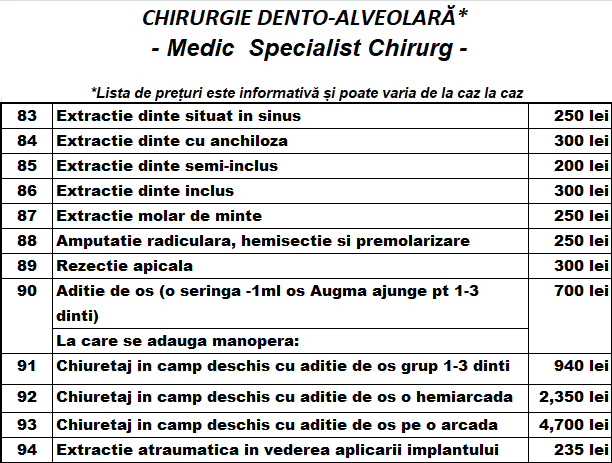 CHIRURGIE DENTO-ALVEOLARĂ*
- Medic Specialist Chirurg -
*Lista de prețuri este informativă și poate varia de la caz la caz
83 Extractie dinte situat in sinus 250 lei
84 Extractie dinte cu anchiloza 300 lei
85 Extractie dinte semi-inclus 200 lei
86 Extractie dinte inclus 300 lei
87 Extractie molar de minte 250 lei
88 Amputatie radiculara, hemisectie si premolarizare 250 lei
89 Rezectie apicala 300 lei
90 Aditie de os (o seringa -1ml os Augma ajunge pt 1-3 700 lei
dinti)
La care se adauga manopera:
91 Chiuretaj in camp deschis cu aditie de os grup 1-3 dinti 940 lei
92 Chiuretaj in camp deschis cu aditie de os o hemiarcada 2,350 lei
93 Chiuretaj in camp deschis cu aditie de os pe o arcada 4,700 lei
94 Extractie atraumatica in vederea aplicarii implantului 235 lei